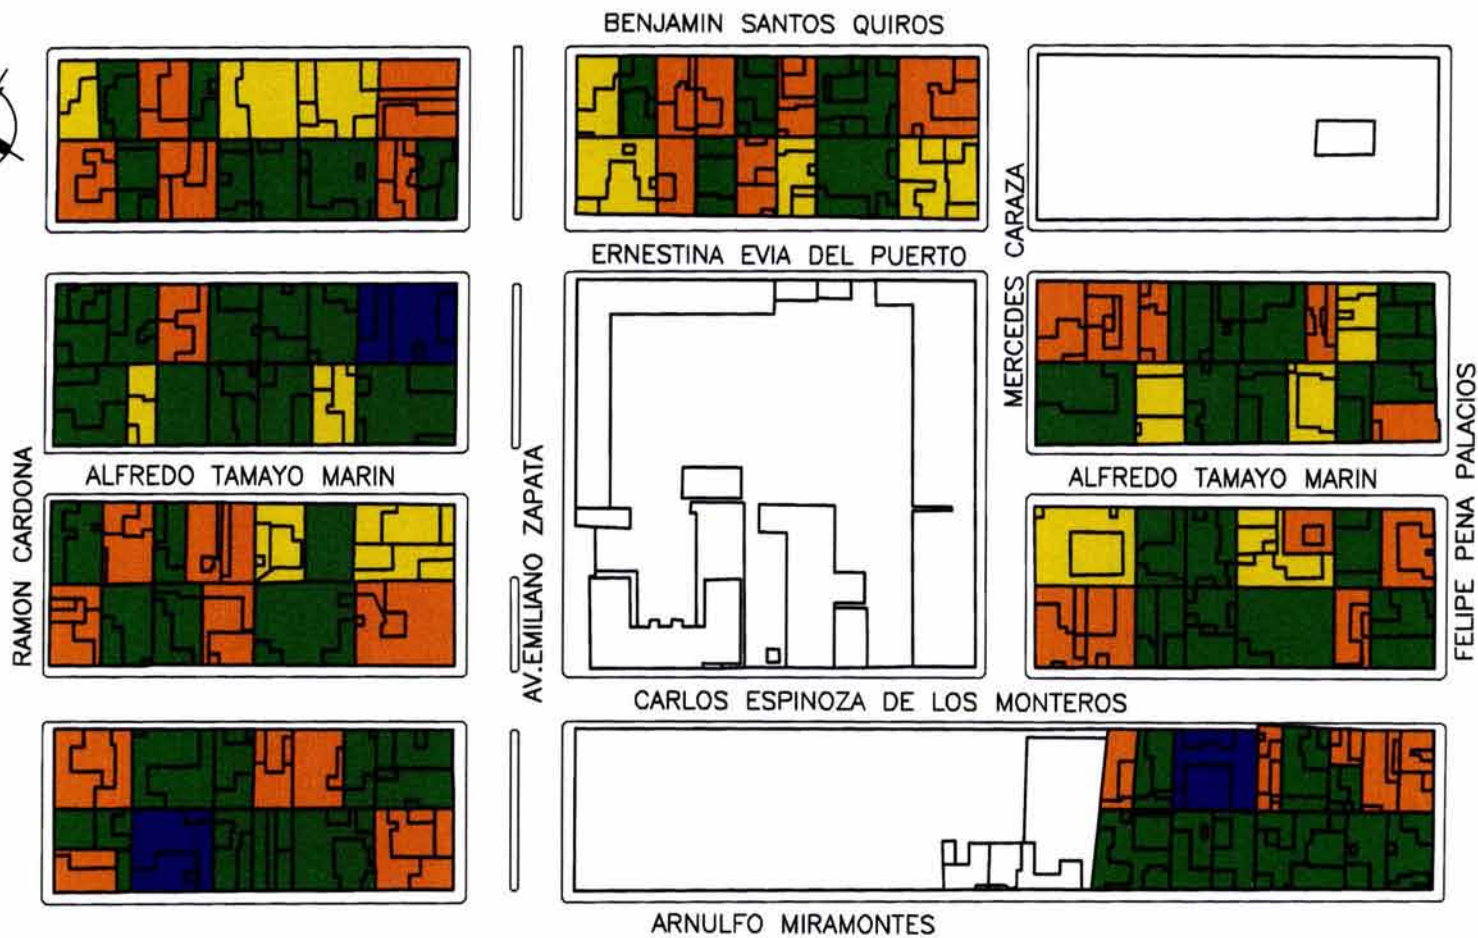 BENJAMIN SANTOS QUIROS
ERNESTINA EVIA DEL PUERTO
MERCEDES CARAZA
RAMON CARDONA
ALFREDO TAMAYO MARIN
AV. EMILIANO ZAPATA
ALFREDO TAMAYO MARIN
FELIPE PENA PALACIOS
CARLOS ESPINOZA DE LOS MONTEROS
ARNULFO MIRAMONTES